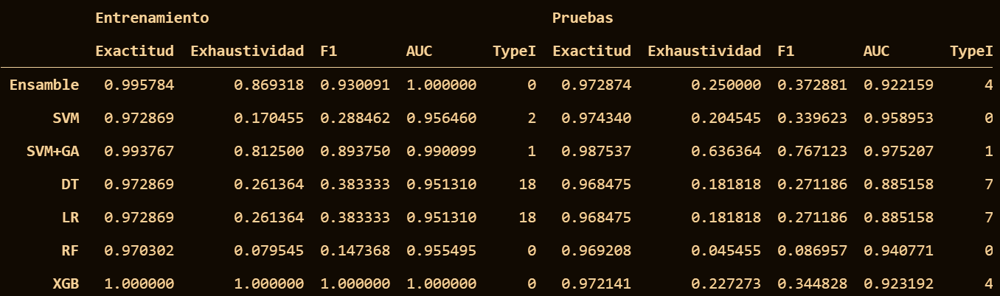 Entrenamiento Pruebas
Exactitud Exhaustividad F1 AUC TypeI Exactitud Exhaustividad F1 AUC TypeI
Ensamble 0.995784 0.869318 0.930091 1.000000 0 0.972874 0.250000 0.372881 0.922159 4
SVM 0.972869 0.170455 0.288462 0.956460 2 0.974340 0.204545 0.339623 0.958953 0
SVM+GA 0.993767 0.812500 0.893750 0.990099 1 0.987537 0.636364 0.767123 0.975207 1
DT 0.972869 0.261364 0.383333 0.951310 18 0.968475 0.181818 0.271186 0.885158 7
LR 0.972869 0.261364 0.383333 0.951310 18 0.968475 0.181818 0.271186 0.885158 7
RF 0.970302 0.079545 0.147368 0.955495 0 0.969208 0.045455 0.086957 0.940771 0
XGB 1.000000 1.000000 1.000000 1.000000 0 0.972141 0.227273 0.344828 0.923192 4